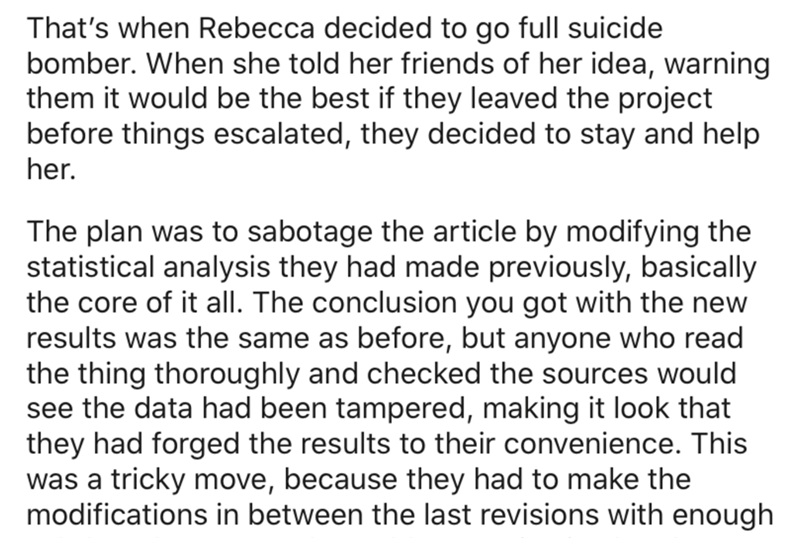 That's when Rebecca decided to go full suicide
bomber. When she told her friends of her idea, warning
them it would be the best if they leaved the project
before things escalated, they decided to stay and help
her.
The plan was to sabotage the article by modifying the
statistical analysis they had made previously, basically
the core of it all. The conclusion you got with the new
results was the same as before, but anyone who read
the thing thoroughly and checked the sources would
see the data had been tampered, making it look that
they had forged the results to their convenience. This
was a tricky move, because they had to make the
modifications in between the last revisions with enough